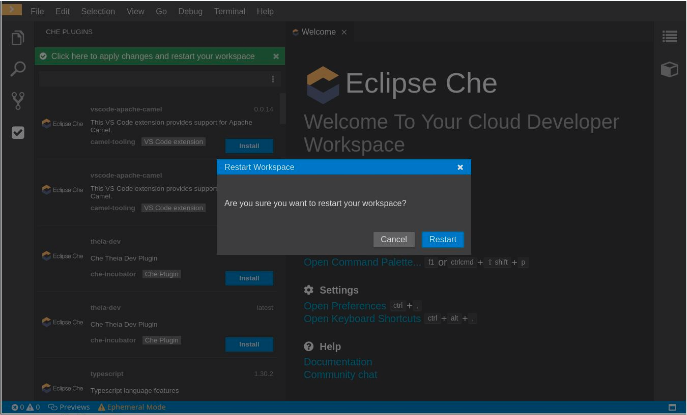 File Edit Selection View Go Debug Terminal Help
CHE PLUGINS
Welcome
Click here to apply changes and restart your workspace
vscode-apache-camel 0.0.14
This VS Code extension provides support for Apache
Camel.
camel-tooling VS Code extension
Install
Eclipse Che
vscode-apache-camel
This VS Code extension provides support
Camel.
camel-tooling VS Code extension
Eclipse Che
theia-dev
Che Theia Dev Plugin
che-incubator Che Plugin
Install
Eclipse Che
theia-dev latest
Che Theia Dev Plugin
che-incubator Che Plugin
Install
Eclipse Che
typescript 1.30.2
Typescript language features
Eclipse Che
Eclipse Che
Welcome To Your Cloud Developer
Workspace
Restart Workspace
Are you sure you want to restart your workspace?
Cancel Restart
Open Command Palette... f1 or ctrlcmd + ⇧ shift + p
Settings
Open Preferences ctrl + ,
Open Keyboard Shortcuts ctrl + alt + ,
Help
Documentation
Community chat
0 0 Previews Ephemeral Mode